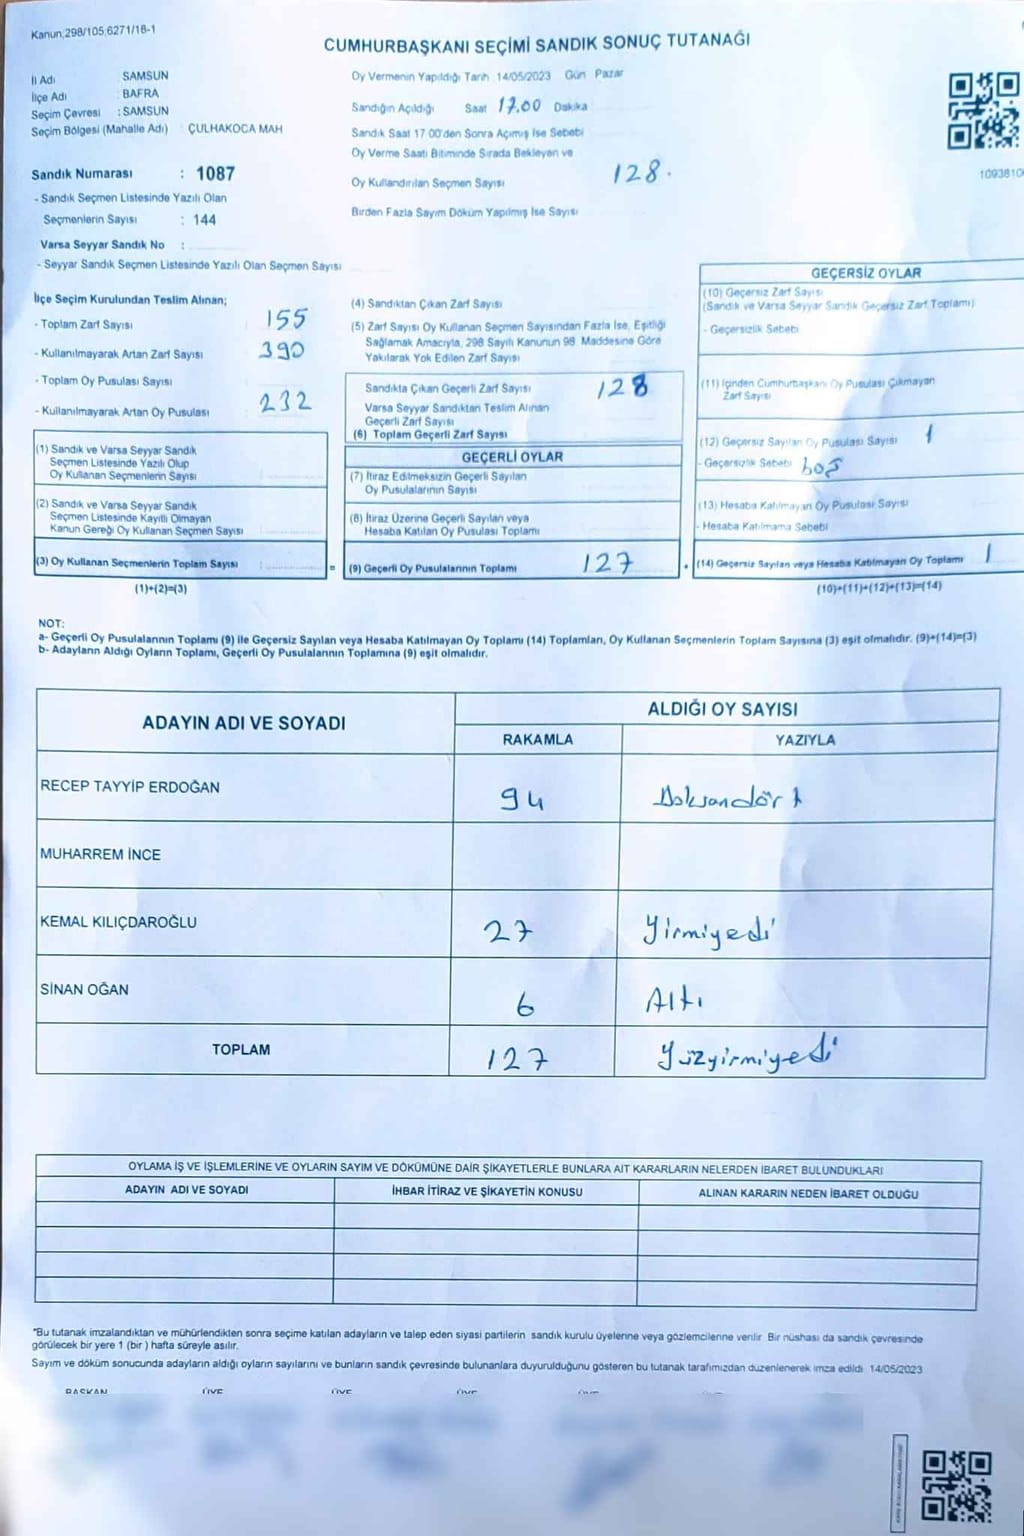 Kanun,298/105,6271/18-1
CUMHURBAŞKANI SEÇİMİ SANDIK SONUÇ TUTANAĞI
İl Adı SAMSUN
İlçe Adı : BAFRA
Seçim Çevresi : SAMSUN
Seçim Bölgesi (Mahalle Adı) : ÇULHAKOCA MAH
Sandık Numarası : 1087
- Sandık Seçmen Listesinde Yazılı Olan
Seçmenlerin Sayısı : 144
Varsa Seyyar Sandık No :
- Seyyar Sandık Seçmen Listesinde Yazılı Olan Seçmen Sayısı
Oy Vermenin Yapıldığı Tarih 14/05/2023 Gün Pazar
Sandığın Açıldığı Saat 17.00 Dakika
Sandık Saat 17 00'den Sonra Açımış İse Sebebi
Oy Verme Saati Bitiminde Sırada Bekleyen ve
Oy Kullandırılan Seçmen Sayısı 128.
Birden Fazla Sayım Döküm Yapılmış İse Sayısı
1093810
İlçe Seçim Kurulundan Teslim Alınan;
- Toplam Zarf Sayısı 155
- Kullanılmayarak Artan Zarf Sayısı 390
- Toplam Oy Pusulası Sayısı
- Kullanılmayarak Artan Oy Pusulası 232
(1) Sandık ve Varsa Seyyar Sandık
Seçmen Listesinde Yazılı Olup
Oy Kullanan Seçmenlerin Sayısı
(2) Sandık ve Varsa Seyyar Sandık
Seçmen Listesinde Kayıtlı Olmayan
Kanun Gereği Oy Kullanan Seçmen Sayısı
(3) Oy Kullanan Seçmenlerin Toplam Sayısı :
(1)+(2)=(3)
(4) Sandıktan Çıkan Zarf Sayısı
(5) Zarf Sayısı Oy Kullanan Seçmen Sayısından Fazla İse, Eşitliği
Sağlamak Amacıyla, 298 Sayılı Kanunun 98 Maddesine Göre
Yakılarak Yok Edilen Zarf Sayısı
Sandıkta Çıkan Geçerli Zarf Sayısı 128
Varsa Seyyar Sandıktan Teslim Alınan
Geçerli Zarf Sayısı
(6) Toplam Geçerli Zarf Sayısı
GEÇERLİ OYLAR
(7) İtiraz Edilmeksizin Geçerli Sayılan
Oy Pusulalarının Sayısı
(8) İtiraz Üzerine Geçerli Sayılan veya
Hesaba Katılan Oy Pusulası Toplamı
= (9) Geçerli Oy Pusulalarının Toplamı 127
GEÇERSİZ OYLAR
(10) Geçersiz Zarf Sayısı
(Sandık ve Varsa Seyyar Sandık Geçersiz Zarf Toplamı)
- Geçersizlik Sebebi
(11) İçinden Cumhurbaşkanı Oy Pusulası Çıkmayan
Zarf Sayısı
(12) Geçersiz Sayılan Oy Pusulası Sayısı 1
- Geçersizlik Sebebi boş
(13) Hesaba Katılmayan Oy Pusulası Sayısı
- Hesaba Katılmama Sebebi
+ (14) Geçersiz Sayılan veya Hesaba Katılmayan Oy Toplamı 1
(10)+(11)+(12)+(13)=(14)
NOT:
a- Geçerli Oy Pusulalarının Toplamı (9) ile Geçersiz Sayılan veya Hesaba Katılmayan Oy Toplamı (14) Toplamları, Oy Kullanan Seçmenlerin Toplam Sayısına (3) eşit olmalıdır. (9)+(14)=(3)
b- Adayların Aldığı Oyların Toplamı, Geçerli Oy Pusulalarının Toplamına (9) eşit olmalıdır.
ADAYIN ADI VE SOYADI
ALDIĞI OY SAYISI
RAKAMLA YAZIYLA
RECEP TAYYİP ERDOĞAN 94 Doksandört
MUHARREM İNCE
KEMAL KILIÇDAROĞLU 27 Yirmiyedi
SİNAN OĞAN 6 Altı
TOPLAM 127 Yüzyirmiyedi
OYLAMA İŞ VE İŞLEMLERİNE VE OYLARIN SAYIM VE DÖKÜMÜNE DAİR ŞİKAYETLERLE BUNLARA AİT KARARLARIN NELERDEN İBARET BULUNDUKLARI
ADAYIN ADI VE SOYADI İHBAR İTİRAZ VE ŞİKAYETİN KONUSU ALINAN KARARIN NEDEN İBARET OLDUĞU
*Bu tutanak imzalandıktan ve mühürlendikten sonra seçime katılan adayların ve talep eden siyasi partilerin sandık kurulu üyelerine veya gözlemcilerine verilir Bir nüshası da sandık çevresinde
görülecek bir yere 1 (bir) hafta süreyle asılır.
Sayım ve döküm sonucunda adayların aldığı oyların sayılarını ve bunların sandık çevresinde bulunanlara duyurulduğunu gösteren bu tutanak tarafımızdan düzenlenerek imza edildi 14/05/2023
BAŞKAN ÜYE ÜYE ÜYE ÜYE ÜYE